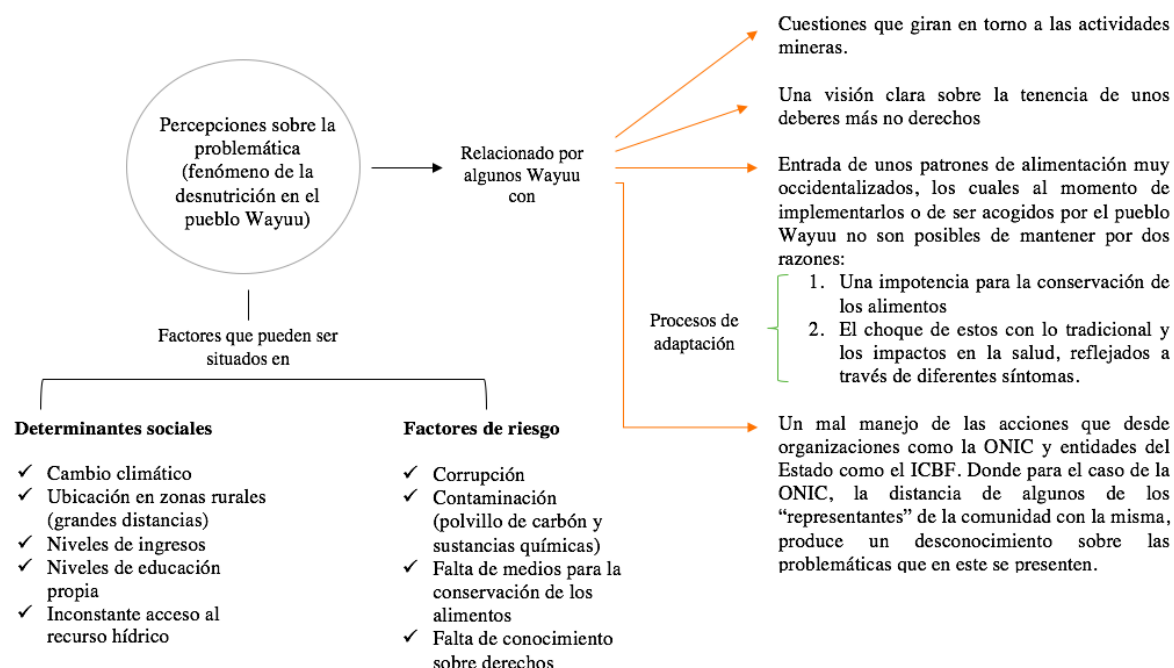 Percepciones sobre la
problemática
(fenómeno de la
desnutrición en el
pueblo Wayuu)
Relacionado por
algunos Wayuu
con
Cuestiones que giran en torno a las actividades
mineras.
Una visión clara sobre la tenencia de unos
deberes más no derechos
Entrada de unos patrones de alimentación muy
occidentalizados, los cuales al momento de
implementarlos o de ser acogidos por el pueblo
Wayuu no son posibles de mantener por dos
razones:
1. Una impotencia para la conservación de
los alimentos
2. El choque de estos con lo tradicional y
los impactos en la salud, reflejados a
través de diferentes síntomas.
Procesos de
adaptación
Un mal manejo de las acciones que desde
organizaciones como la ONIC y entidades del
Estado como el ICBF. Donde para el caso de la
ONIC, la distancia de algunos de los
“representantes” de la comunidad con la misma,
produce un desconocimiento sobre las
problemáticas que en este se presenten.
Factores que pueden ser
situados en
Determinantes sociales
✓ Cambio climático
✓ Ubicación en zonas rurales
(grandes distancias)
✓ Niveles de ingresos
✓ Niveles de educación
propia
✓ Inconstante acceso al
recurso hídrico
Factores de riesgo
✓ Corrupción
✓ Contaminación
(polvillo de carbón y
sustancias químicas)
✓ Falta de medios para la
conservación de los
alimentos
✓ Falta de conocimiento
sobre derechos